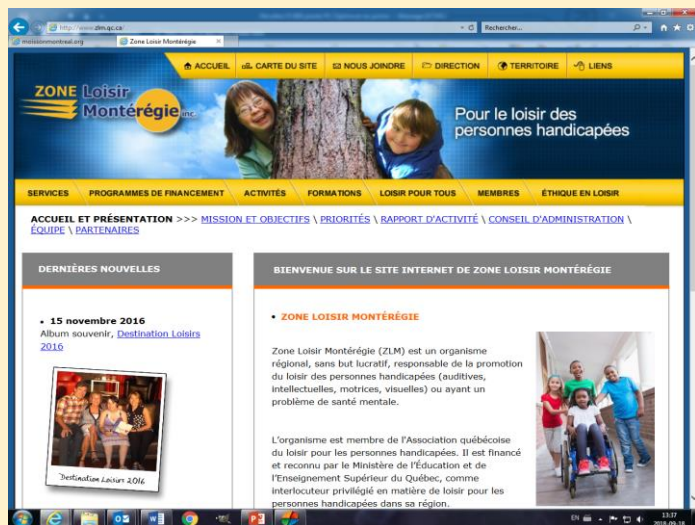 http://www.zlm.qc.ca/
Rechercher...
moissonmontreal.org
Zone Loisir Montérégie
ACCUEIL
CARTE DU SITE
NOUS JOINDRE
DIRECTION
TERRITOIRE
LIENS
ZONE Loisir
Montérégie inc.
Pour le loisir des
personnes handicapées
SERVICES
PROGRAMMES DE FINANCEMENT
ACTIVITÉS
FORMATIONS
LOISIR POUR TOUS
MEMBRES
ÉTHIQUE EN LOISIR
ACCUEIL ET PRÉSENTATION >>> MISSION ET OBJECTIFS \ PRIORITÉS \ RAPPORT D'ACTIVITÉ \ CONSEIL D'ADMINISTRATION \
ÉQUIPE \ PARTENAIRES
DERNIÈRES NOUVELLES
• 15 novembre 2016
Album souvenir, Destination Loisirs
2016
Destination Loisirs 2016
BIENVENUE SUR LE SITE INTERNET DE ZONE LOISIR MONTÉRÉGIE
• ZONE LOISIR MONTÉRÉGIE
Zone Loisir Montérégie (ZLM) est un organisme
régional, sans but lucratif, responsable de la promotion
du loisir des personnes handicapées (auditives,
intellectuelles, motrices, visuelles) ou ayant un
problème de santé mentale.
L'organisme est membre de l'Association québécoise
du loisir pour les personnes handicapées. Il est financé
et reconnu par le Ministère de l'Éducation et de
l'Enseignement Supérieur du Québec, comme
interlocuteur privilégié en matière de loisir pour les
personnes handicapées dans sa région.
EN
13:37